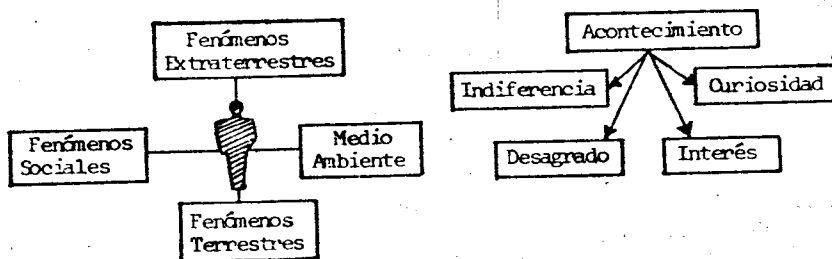 Fenómenos
Extraterrestres
Fenómenos
Sociales
Medio
Ambiente
Fenómenos
Terrestres
Acontecimiento
Indiferencia
Curiosidad
Desagrado
Interés